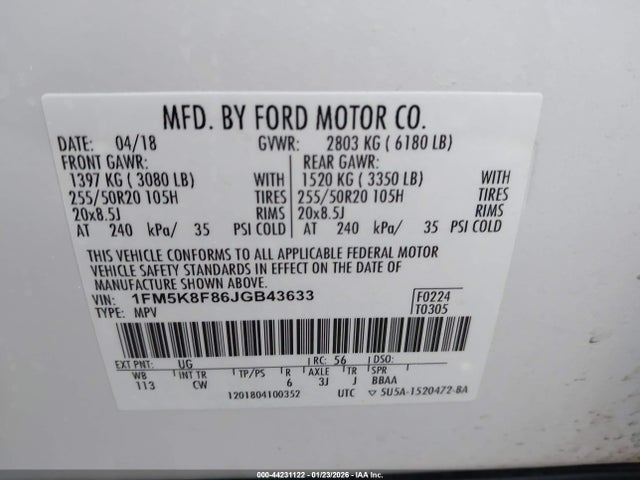 MFD. BY FORD MOTOR CO.
DATE: 04/18 GVWR: 2803 KG ( 6180 LB)
FRONT GAWR: REAR GAWR:
1397 KG ( 3080 LB) WITH 1520 KG ( 3350 LB) WITH
255/50R20 105H TIRES 255/50R20 105H TIRES
20x8.5J RIMS 20x8.5J RIMS
AT 240 kPa/ 35 PSI COLD AT 240 kPa/ 35 PSI COLD
THIS VEHICLE CONFORMS TO ALL APPLICABLE FEDERAL MOTOR
VEHICLE SAFETY STANDARDS IN EFFECT ON THE DATE OF
MANUFACTURE SHOWN ABOVE.
VIN: 1FM5K8F86JGB43633 F0224
TYPE: MPV T0305
EXT PNT: UG RC: 56 DSO:
WB INT TR TP/PS R AXLE TR SPR
113 CW 6 3J J BBAA
1201804100352 UTC 5U5A-1520472-BA
000-44231122 - 01/23/2026 - IAA Inc.